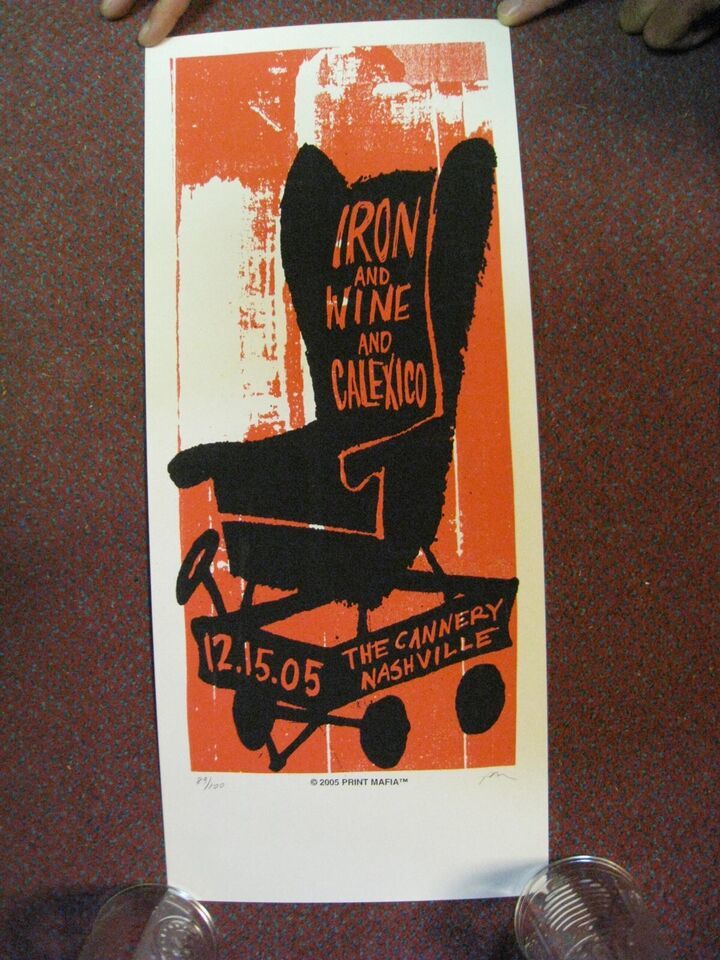 IRON
AND
WINE
AND
CALEXICO
12.15.05
THE CANNERY
NASHVILLE
© 2005 PRINT MAFIA™